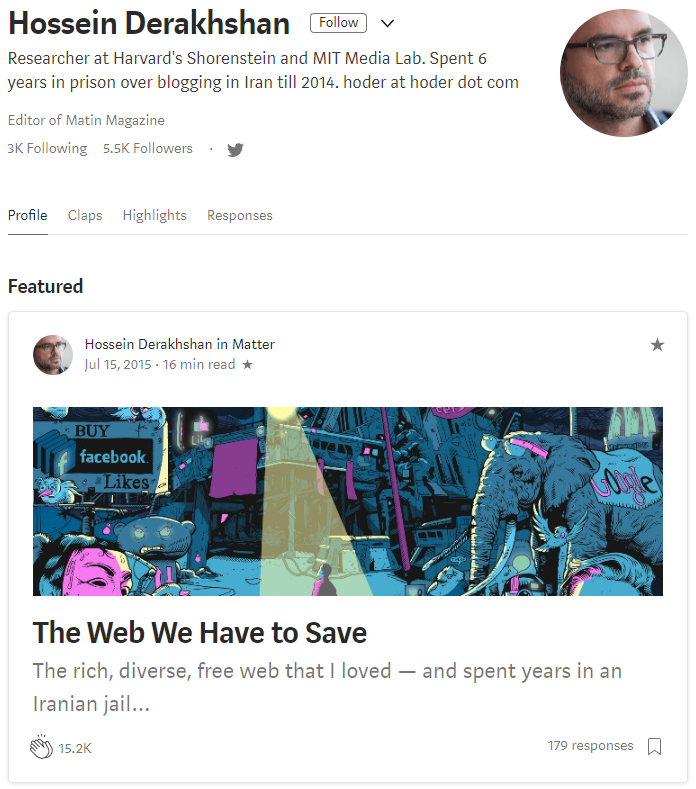 Hossein Derakhshan Follow
Researcher at Harvard's Shorenstein and MIT Media Lab. Spent 6
years in prison over blogging in Iran till 2014. hoder at hoder dot com
Editor of Matin Magazine
3K Following 5.5K Followers ·
Profile Claps Highlights Responses
Featured
Hossein Derakhshan in Matter
Jul 15, 2015 · 16 min read ★
BUY
f facebook.
Likes
Google
The Web We Have to Save
The rich, diverse, free web that I loved — and spent years in an
Iranian jail...
15.2K 179 responses